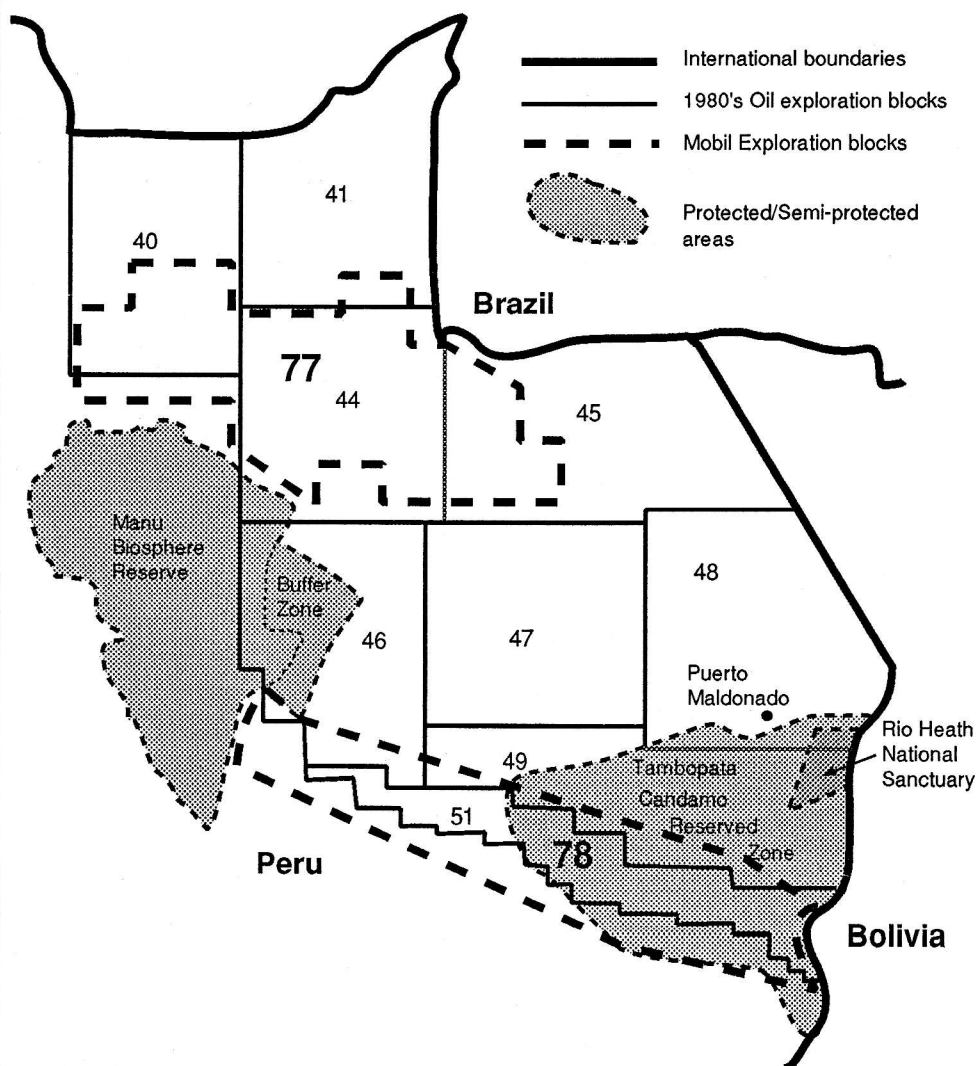 International boundaries
1980's Oil exploration blocks
Mobil Exploration blocks
Protected/Semi-protected
areas
41
40
Brazil
77
44
45
Manu
Biosphere
Reserve
Buffer
Zone
48
46
47
Puerto
Maldonado
Rio Heath
National
Sanctuary
49
Tambopata
Candamo
Reserved
Zone
51
78
Peru
Bolivia